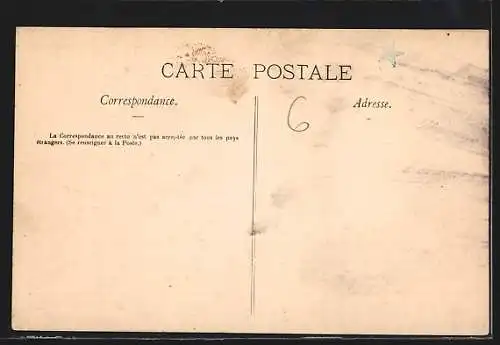 CARTE POSTALE
Correspondance.
Adresse.
6
La Correspondance au recto n'est pas acceptée par tous les pays
étrangers. (Se renseigner à la Poste.)